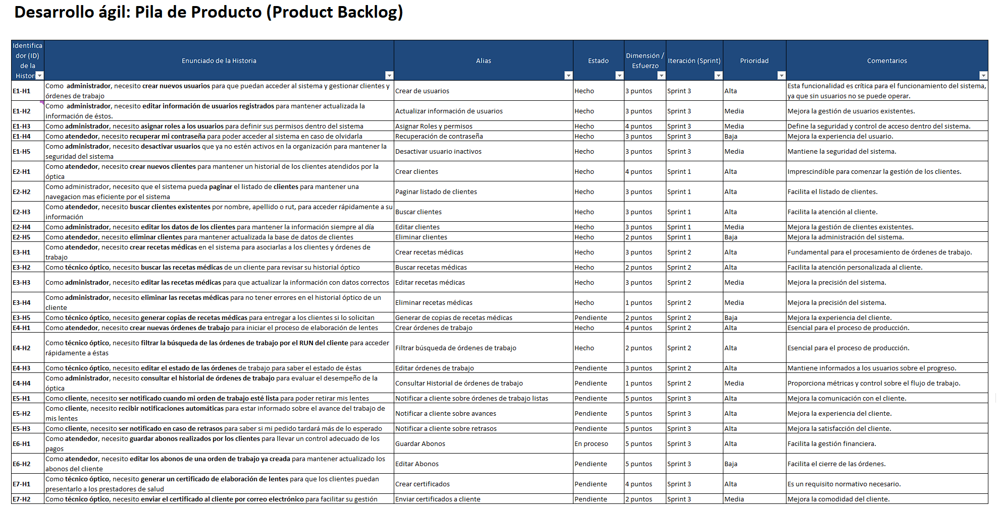 Desarrollo ágil: Pila de Producto (Product Backlog)
Identificador (ID) de la Histori Enunciado de la Historia Alias Estado Dimensión / Esfuerzo Iteración (Sprint) Prioridad Comentarios
E1-H1 Como administrador, necesito crear nuevos usuarios para que puedan acceder al sistema y gestionar clientes y órdenes de trabajo Crear de usuarios Hecho 3 puntos Sprint 3 Alta Esta funcionalidad es crítica para el funcionamiento del sistema, ya que sin usuarios no se puede operar.
E1-H2 Como administrador, necesito editar información de usuarios registrados para mantener actualizada la información de éstos. Actualizar información de usuarios Hecho 3 puntos Sprint 3 Media Mejora la gestión de usuarios existentes.
E1-H3 Como administrador, necesito asignar roles a los usuarios para definir sus permisos dentro del sistema Asignar Roles y permisos Hecho 4 puntos Sprint 3 Media Define la seguridad y control de acceso dentro del sistema.
E1-H4 Como atendedor, necesito recuperar mi contraseña para poder acceder al sistema en caso de olvidarla Recuperación de contraseña Hecho 3 puntos Sprint 3 Baja Mejora la experiencia del usuario.
E1-H5 Como administrador, necesito desactivar usuarios que ya no estén activos en la organización para mantener la seguridad del sistema Desactivar usuario inactivos Hecho 3 puntos Sprint 3 Media Mantiene la seguridad del sistema.
E2-H1 Como atendedor, necesito crear nuevos clientes para mantener un historial de los clientes atendidos por la óptica Crear clientes Hecho 4 puntos Sprint 1 Alta Imprescindible para comenzar la gestión de los clientes.
E2-H2 Como administrador, necesito que el sistema pueda paginar el listado de clientes para mantener una navegacion mas eficiente por el sistema Paginar listado de clientes Hecho 3 puntos Sprint 1 Alta Facilita el listado de clientes.
E2-H3 Como atendedor, necesito buscar clientes existentes por nombre, apellido o rut, para acceder rápidamente a su información Buscar clientes Hecho 3 puntos Sprint 1 Alta Facilita la atención al cliente.
E2-H4 Como administrador, necesito editar los datos de los clientes para mantener la información siempre al día Editar clientes Hecho 3 puntos Sprint 1 Media Mejora la gestión de clientes existentes.
E2-H5 Como atendedor, necesito eliminar clientes para mantener actualizada la base de datos de clientes Eliminar clientes Hecho 2 puntos Sprint 1 Baja Mejora la administración del sistema.
E3-H1 Como atendedor, necesito crear recetas médicas en el sistema para asociarlas a los clientes y órdenes de trabajo Crear recetas médicas Hecho 3 puntos Sprint 2 Alta Fundamental para el procesamiento de órdenes de trabajo.
E3-H2 Como técnico óptico, necesito buscar las recetas médicas de un cliente para revisar su historial óptico Buscar recetas médicas Hecho 2 puntos Sprint 2 Alta Facilita la atención personalizada al cliente.
E3-H3 Como administrador, necesito editar las recetas médicas para que actualizar la información con datos correctos Editar recetas médicas Hecho 3 puntos Sprint 2 Media Mejora la precisión del sistema.
E3-H4 Como administrador, necesito eliminar las recetas médicas para no tener errores en el historial óptico de un cliente Eliminar recetas médicas Hecho 1 puntos Sprint 2 Media Mejora la precisión del sistema.
E3-H5 Como técnico óptico, necesito generar copias de recetas médicas para entregar a los clientes si lo solicitan Generar de copias de recetas médicas Pendiente 2 puntos Sprint 2 Baja Mejora la experiencia del cliente.
E4-H1 Como atendedor, necesito crear nuevas órdenes de trabajo para iniciar el proceso de elaboración de lentes Crear órdenes de trabajo Hecho 4 puntos Sprint 2 Alta Esencial para el proceso de producción.
E4-H2 Como técnico óptico, necesito filtrar la búsqueda de las órdenes de trabajo por el RUN del cliente para acceder rápidamente a éstas Filtrar búsqueda de órdenes de trabajo Hecho 2 puntos Sprint 2 Alta Esencial para el proceso de producción.
E4-H3 Como técnico óptico, necesito editar el estado de las órdenes de trabajo para saber el estado de éstas Editar órdenes de trabajo Pendiente 3 puntos Sprint 2 Alta Mantiene informados a los usuarios sobre el progreso.
E4-H4 Como administrador, necesito consultar el historial de órdenes de trabajo para evaluar el desempeño de la óptica Consultar Historial de órdenes de trabajo Pendiente 1 puntos Sprint 2 Media Proporciona métricas y control sobre el flujo de trabajo.
E5-H1 Como cliente, necesito ser notificado cuando mi orden de trabajo esté lista para poder retirar mis lentes Notificar a cliente sobre órdenes de trabajo listas Pendiente 5 puntos Sprint 3 Alta Mejora la comunicación con el cliente.
E5-H2 Como cliente, necesito recibir notificaciones automáticas para estar informado sobre el avance del trabajo de mis lentes Notificar a cliente sobre avances Pendiente 5 puntos Sprint 3 Alta Mejora la experiencia del cliente.
E5-H3 Como cliente, necesito ser notificado en caso de retrasos para saber si mi pedido tardará más de lo esperado Notificar a cliente sobre retrasos Pendiente 5 puntos Sprint 3 Alta Mejora la satisfacción del cliente.
E6-H1 Como atendedor, necesito guardar abonos realizados por los clientes para llevar un control adecuado de los pagos Guardar Abonos En proceso 5 puntos Sprint 3 Alta Facilita la gestión financiera.
E6-H2 Como atendedor, necesito editar los abonos de una orden de trabajo ya creada para mantener actualizado los abonos del cliente Editar Abonos Pendiente 5 puntos Sprint 3 Baja Facilita el cierre de las órdenes.
E7-H1 Como técnico óptico, necesito generar un certificado de elaboración de lentes para que los clientes puedan presentarlo a los prestadores de salud Crear certificados Pendiente 4 puntos Sprint 3 Alta Es un requisito normativo necesario.
E7-H2 Como técnico óptico, necesito enviar el certificado al cliente por correo electrónico para facilitar su gestión Enviar certificados a cliente Pendiente 2 puntos Sprint 3 Media Mejora la comodidad del cliente.